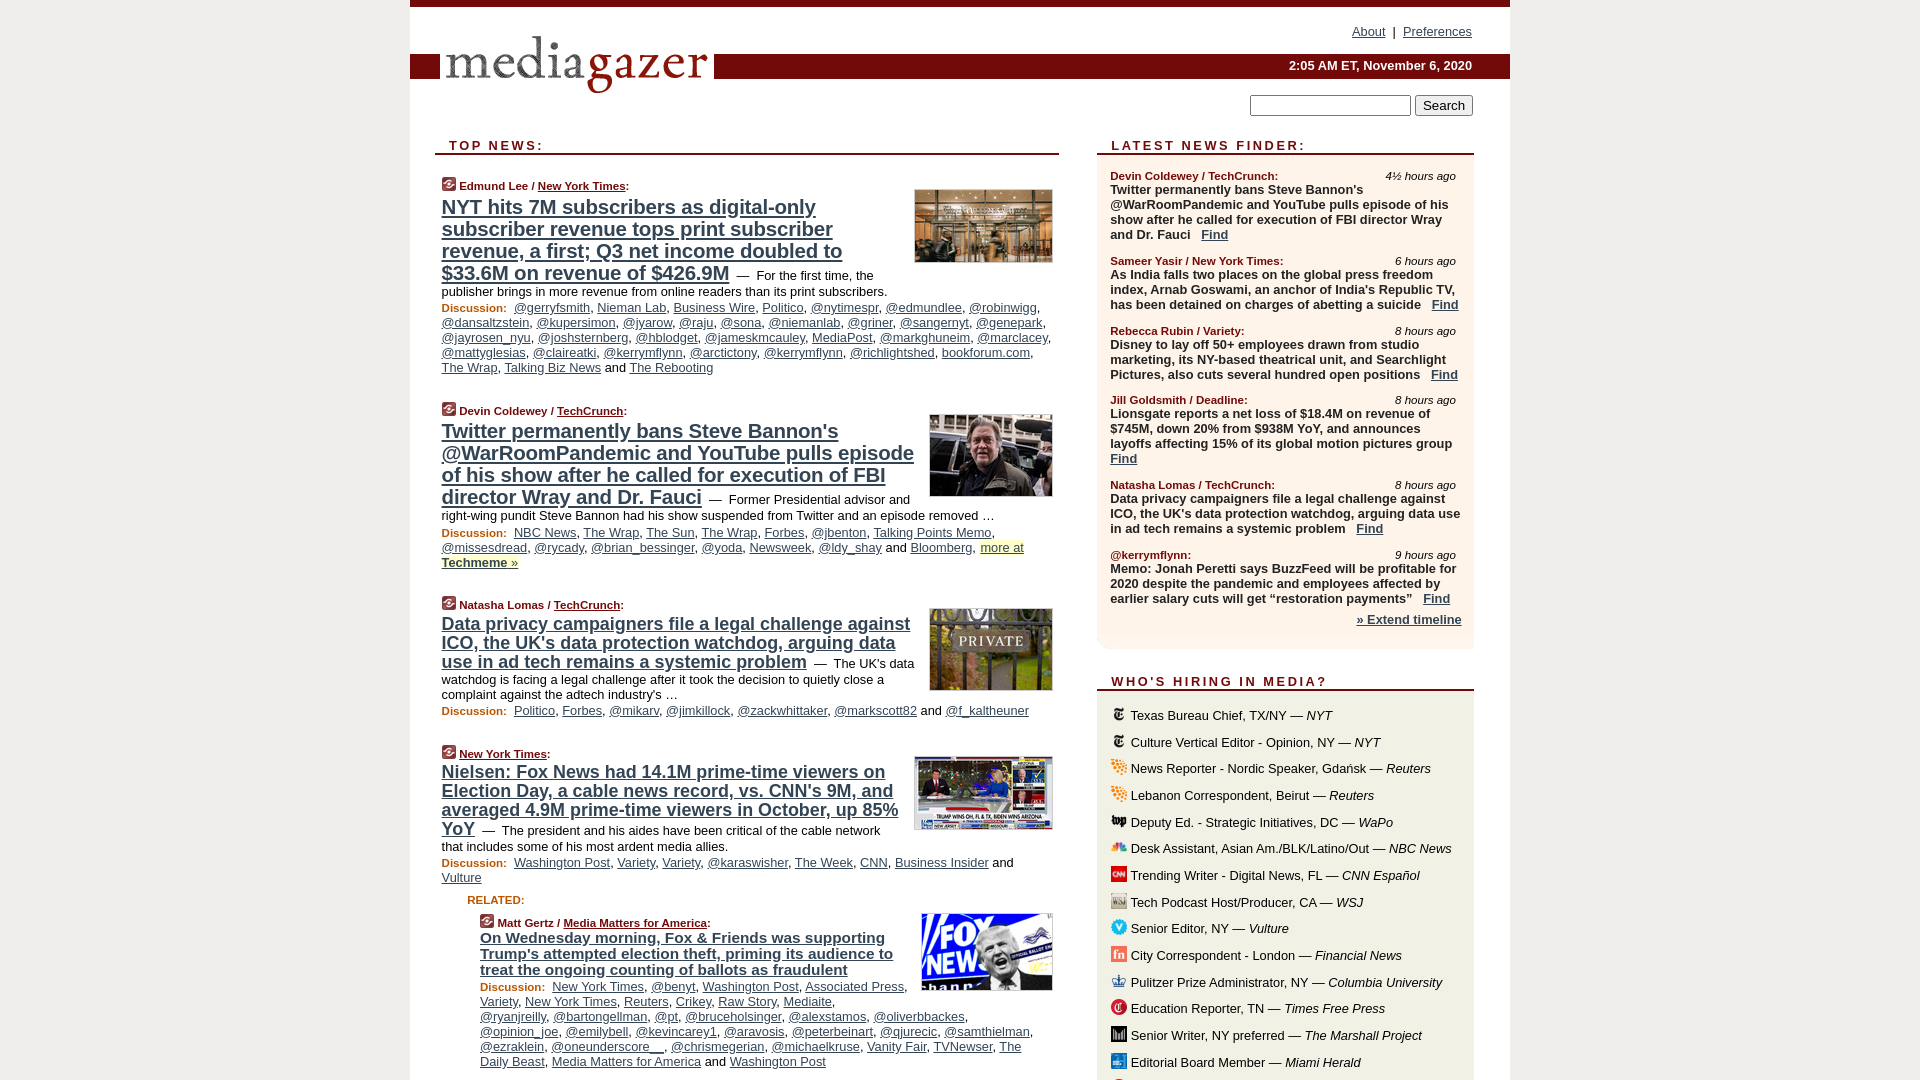 About | Preferences
mediagazer
2:05 AM ET, November 6, 2020
Search
TOP NEWS:
Edmund Lee / New York Times:
NYT hits 7M subscribers as digital-only
subscriber revenue tops print subscriber
revenue, a first; Q3 net income doubled to
$33.6M on revenue of $426.9M — For the first time, the
publisher brings in more revenue from online readers than its print subscribers.
Discussion: @gerryfsmith, Nieman Lab, Business Wire, Politico, @nytimespr, @edmundlee, @robinwigg,
@dansaltzstein, @kupersimon, @jyarow, @raju, @sona, @niemanlab, @griner, @sangernyt, @genepark,
@jayrosen_nyu, @joshsternberg, @hblodget, @jameskmcauley, MediaPost, @markghuneim, @marclacey,
@mattyglesias, @claireatki, @kerrymflynn, @arctictony, @kerrymflynn, @richlightshed, bookforum.com,
The Wrap, Talking Biz News and The Rebooting
Devin Coldewey / TechCrunch:
Twitter permanently bans Steve Bannon's
@WarRoomPandemic and YouTube pulls episode
of his show after he called for execution of FBI
director Wray and Dr. Fauci — Former Presidential advisor and
right-wing pundit Steve Bannon had his show suspended from Twitter and an episode removed …
Discussion: NBC News, The Wrap, The Sun, The Wrap, Forbes, @jbenton, Talking Points Memo,
@missesdread, @rycady, @brian_bessinger, @yoda, Newsweek, @ldy_shay and Bloomberg, more at
Techmeme »
Natasha Lomas / TechCrunch:
Data privacy campaigners file a legal challenge against
ICO, the UK's data protection watchdog, arguing data
use in ad tech remains a systemic problem — The UK's data
watchdog is facing a legal challenge after it took the decision to quietly close a
complaint against the adtech industry's …
PRIVATE
Discussion: Politico, Forbes, @mikarv, @jimkillock, @zackwhittaker, @markscott82 and @f_kaltheuner
New York Times:
Nielsen: Fox News had 14.1M prime-time viewers on
Election Day, a cable news record, vs. CNN's 9M, and
averaged 4.9M prime-time viewers in October, up 85%
YoY — The president and his aides have been critical of the cable network
that includes some of his most ardent media allies.
TRUMP WINS OH, FL & TX, BIDEN WINS ARIZONA
Discussion: Washington Post, Variety, Variety, @karaswisher, The Week, CNN, Business Insider and
Vulture
RELATED:
Matt Gertz / Media Matters for America:
On Wednesday morning, Fox & Friends was supporting
Trump's attempted election theft, priming its audience to
treat the ongoing counting of ballots as fraudulent
FOX
NEW
Discussion: New York Times, @benyt, Washington Post, Associated Press,
Variety, New York Times, Reuters, Crikey, Raw Story, Mediaite,
@ryanjreilly, @bartongellman, @pt, @bruceholsinger, @alexstamos, @oliverbbackes,
@opinion_joe, @emilybell, @kevincarey1, @aravosis, @peterbeinart, @qjurecic, @samthielman,
@ezraklein, @oneunderscore__, @chrismegerian, @michaelkruse, Vanity Fair, TVNewser, The
Daily Beast, Media Matters for America and Washington Post
LATEST NEWS FINDER:
Devin Coldewey / TechCrunch: 4½ hours ago
Twitter permanently bans Steve Bannon's
@WarRoomPandemic and YouTube pulls episode of his
show after he called for execution of FBI director Wray
and Dr. Fauci Find
Sameer Yasir / New York Times: 6 hours ago
As India falls two places on the global press freedom
index, Arnab Goswami, an anchor of India's Republic TV,
has been detained on charges of abetting a suicide Find
Rebecca Rubin / Variety: 8 hours ago
Disney to lay off 50+ employees drawn from studio
marketing, its NY-based theatrical unit, and Searchlight
Pictures, also cuts several hundred open positions Find
Jill Goldsmith / Deadline: 8 hours ago
Lionsgate reports a net loss of $18.4M on revenue of
$745M, down 20% from $938M YoY, and announces
layoffs affecting 15% of its global motion pictures group
Find
Natasha Lomas / TechCrunch: 8 hours ago
Data privacy campaigners file a legal challenge against
ICO, the UK's data protection watchdog, arguing data use
in ad tech remains a systemic problem Find
@kerrymflynn: 9 hours ago
Memo: Jonah Peretti says BuzzFeed will be profitable for
2020 despite the pandemic and employees affected by
earlier salary cuts will get “restoration payments” Find
» Extend timeline
WHO'S HIRING IN MEDIA?
Texas Bureau Chief, TX/NY — NYT
Culture Vertical Editor - Opinion, NY — NYT
News Reporter - Nordic Speaker, Gdańsk — Reuters
Lebanon Correspondent, Beirut — Reuters
Deputy Ed. - Strategic Initiatives, DC — WaPo
Desk Assistant, Asian Am./BLK/Latino/Out — NBC News
Trending Writer - Digital News, FL — CNN Español
Tech Podcast Host/Producer, CA — WSJ
Senior Editor, NY — Vulture
City Correspondent - London — Financial News
Pulitzer Prize Administrator, NY — Columbia University
Education Reporter, TN — Times Free Press
Senior Writer, NY preferred — The Marshall Project
Editorial Board Member — Miami Herald